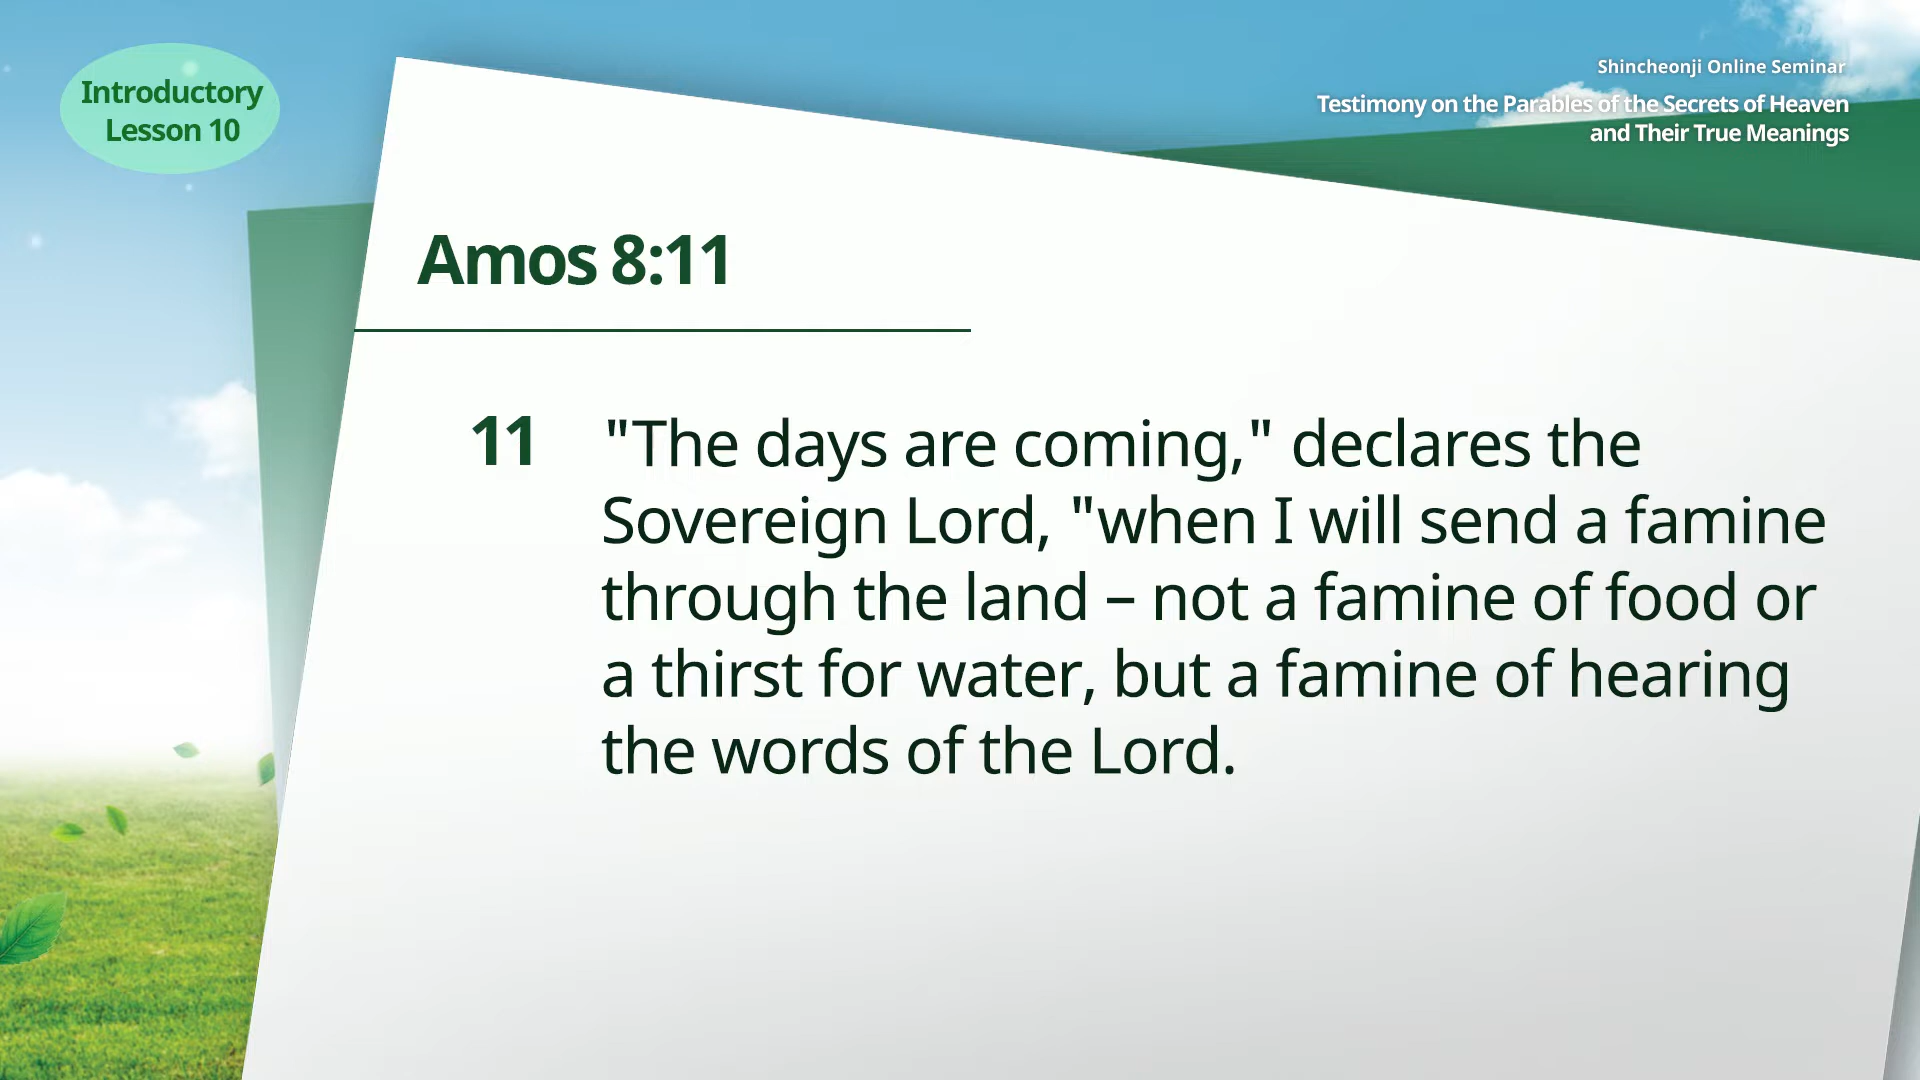 Introductory
Lesson 10
Shincheonji Online Seminar
Testimony on the Parables of the Secrets of Heaven
and Their True Meanings
Amos 8:11
11 "The days are coming," declares the
Sovereign Lord, "when I will send a famine
through the land – not a famine of food or
a thirst for water, but a famine of hearing
the words of the Lord.